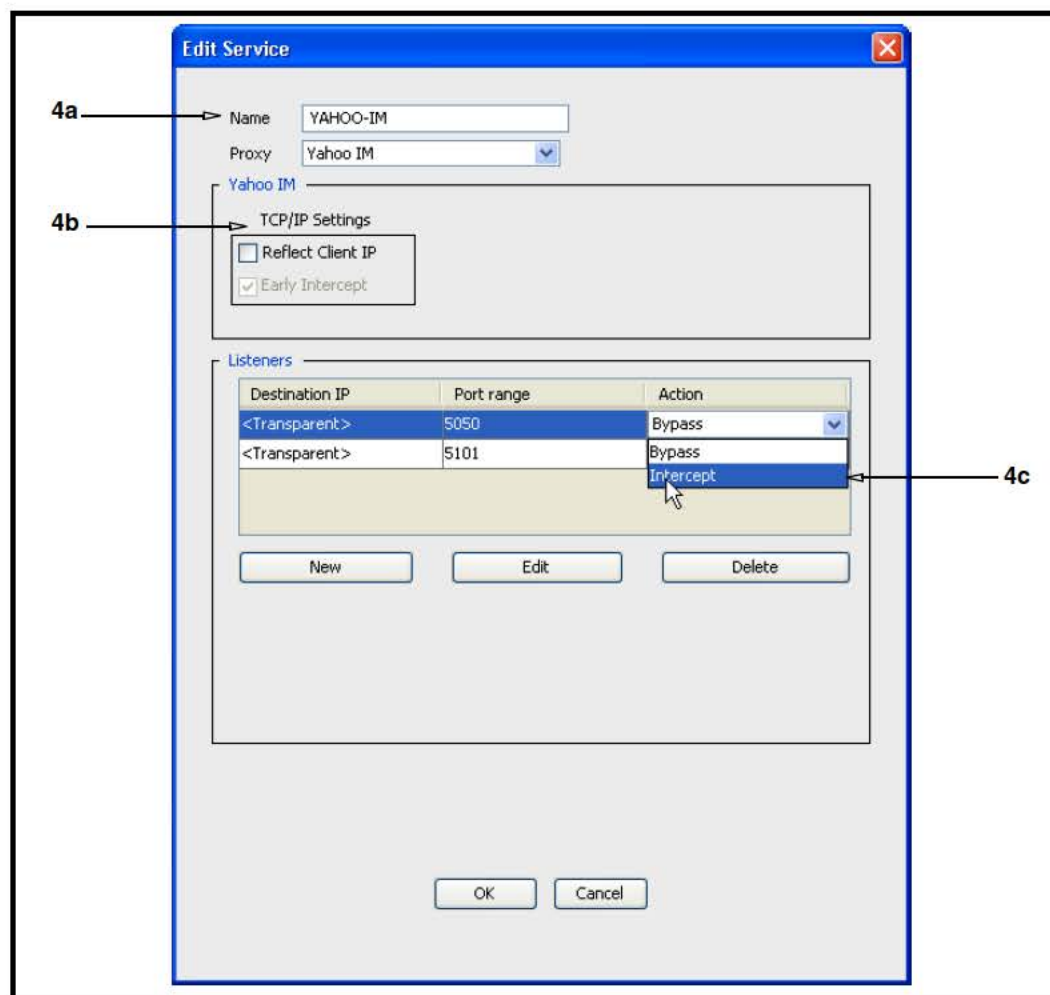 Edit Service
4a
Name YAHOO-IM
Proxy Yahoo IM
Yahoo IM
4b
TCP/IP Settings
Reflect Client IP
Early Intercept
Listeners
Destination IP Port range Action
<Transparent> 5050 Bypass
<Transparent> 5101 Bypass
Intercept
4c
New Edit Delete
OK Cancel